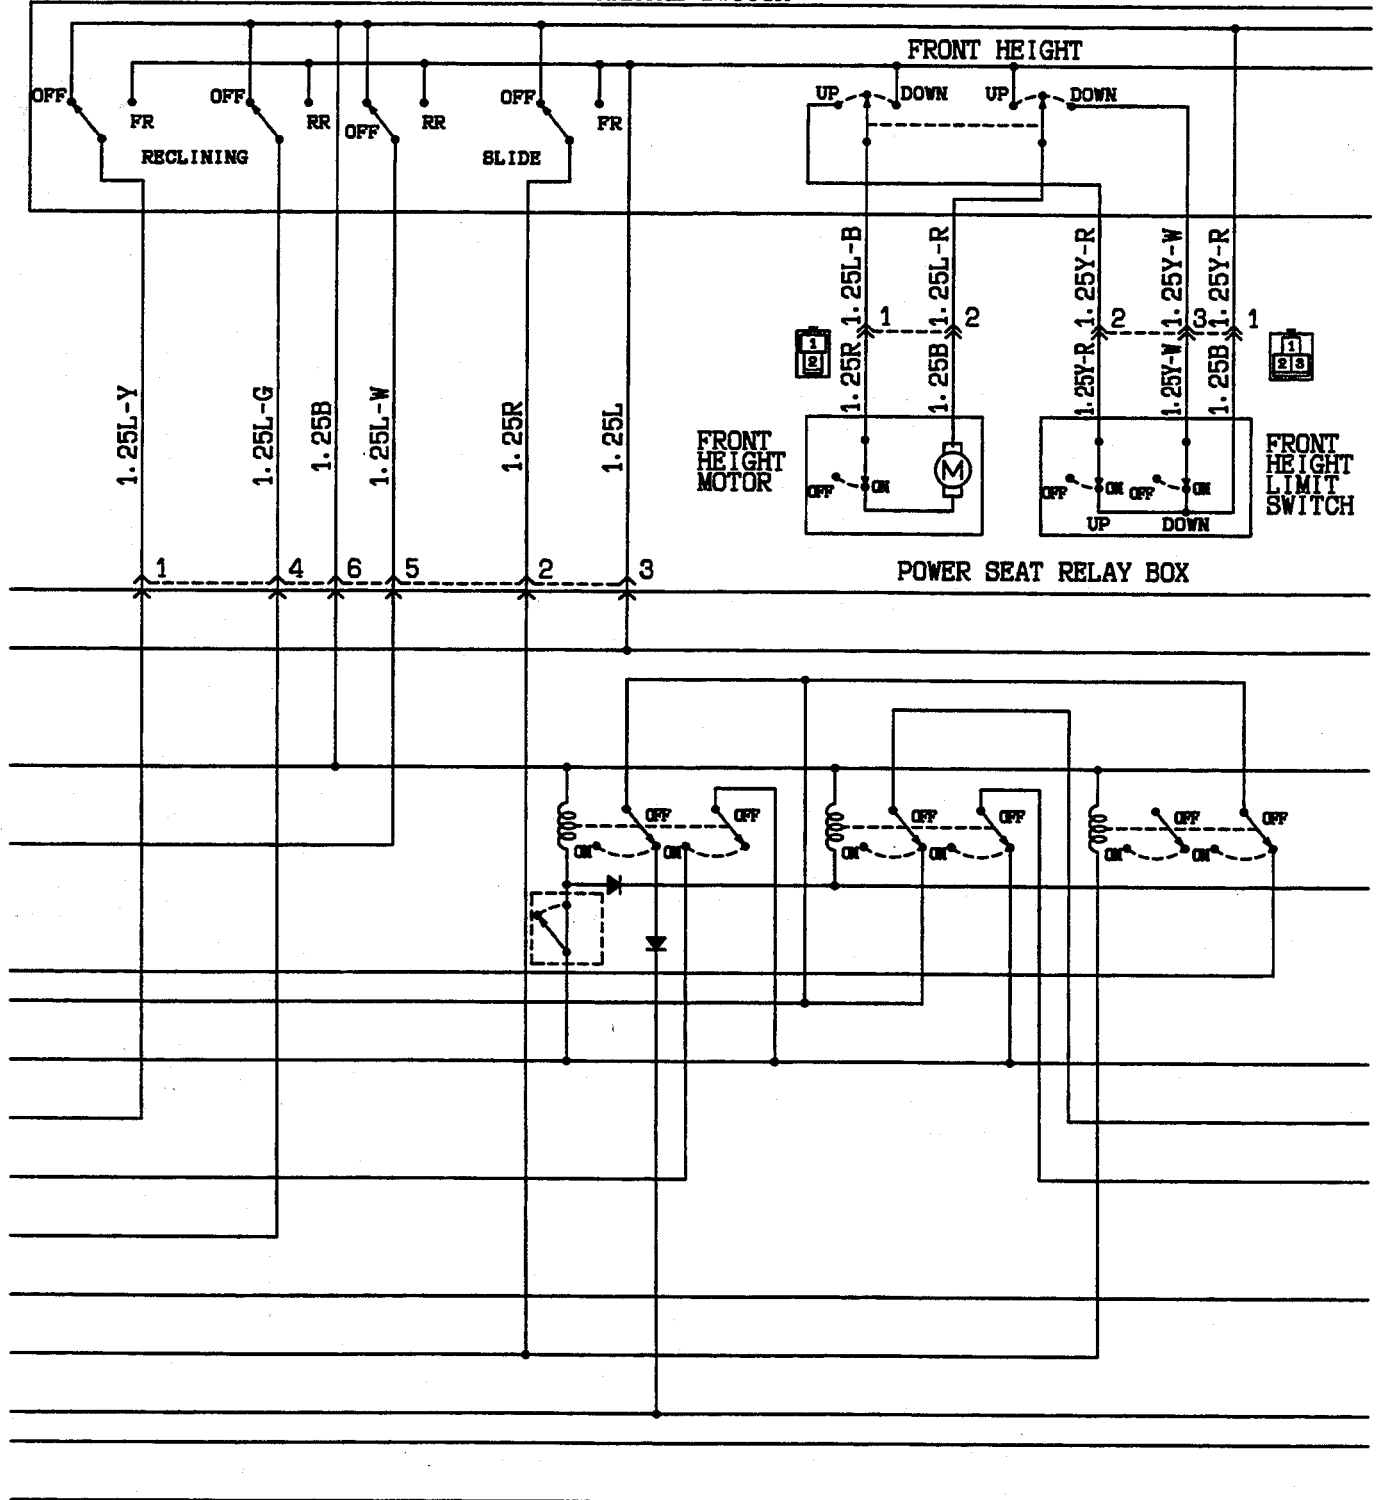 FRONT HEIGHT
OFF
FR
OFF
RR
OFF
RR
OFF
FR
UP
DOWN
UP
DOWN
RECLINING
SLIDE
1.25L-B
1.25L-R
1.25Y-R
1.25Y-W
1.25Y-R
1
2
2
3
1
1
2
1
2 3
1.25R
1.25B
1.25Y-R
1.25Y-W
1.25B
1.25L-Y
1.25L-G
1.25B
1.25L-W
1.25R
1.25L
FRONT
HEIGHT
MOTOR
OFF
ON
M
OFF
ON
OFF
ON
UP
DOWN
FRONT
HEIGHT
LIMIT
SWITCH
1
4
6
5
2
3
POWER SEAT RELAY BOX
OFF
OFF
OFF
OFF
OFF
OFF
ON
ON
ON
ON
ON
ON